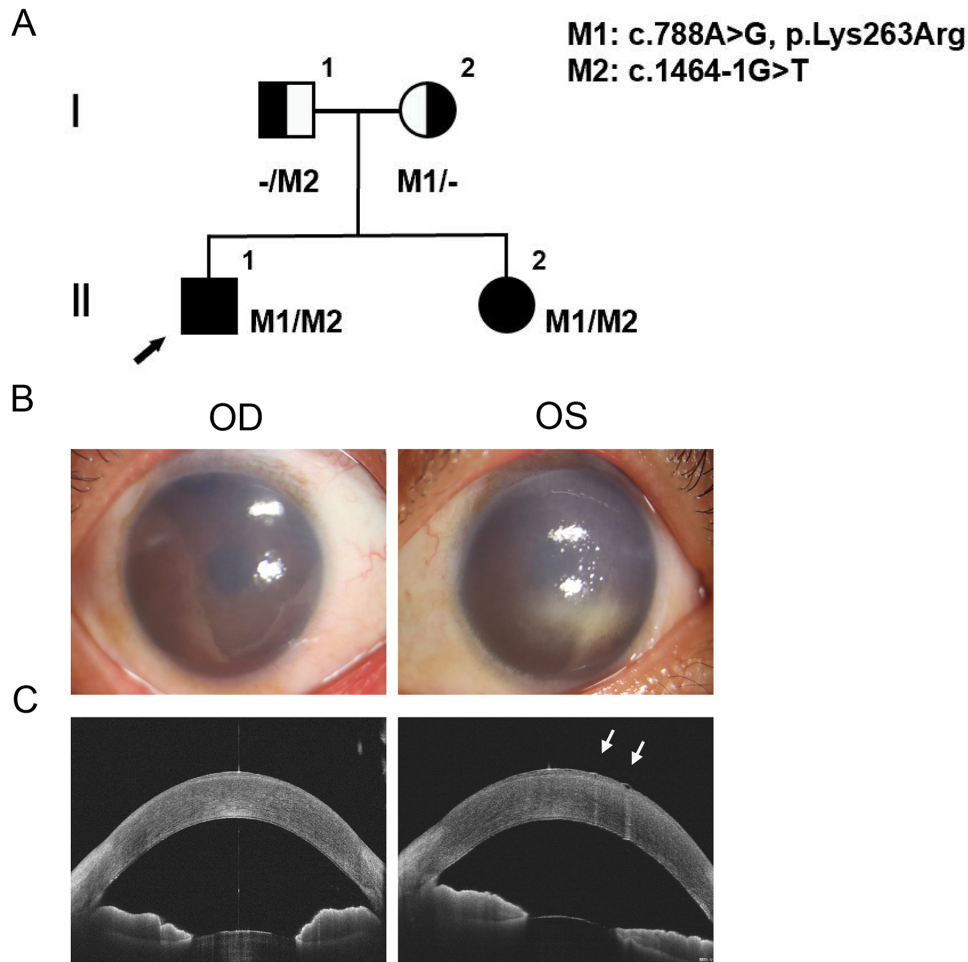 A
M1: c.788A>G, p.Lys263Arg
M2: c.1464-1G>T
I
1
2
-/M2
M1/-
II
1
2
M1/M2
M1/M2
B
OD
OS
C